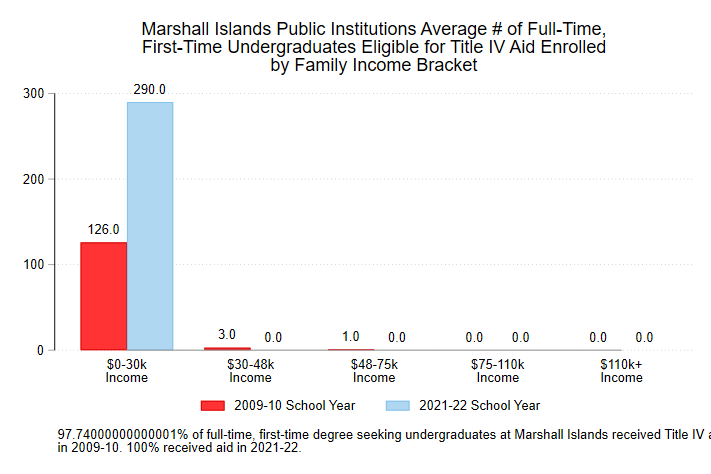 Marshall Islands Public Institutions Average # of Full-Time,
First-Time Undergraduates Eligible for Title IV Aid Enrolled
by Family Income Bracket
300
200
100
0
126.0
290.0
3.0
0.0
1.0
0.0
0.0
0.0
0.0
0.0
$0-30k
Income
$30-48k
Income
$48-75k
Income
$75-110k
Income
$110k+
Income
2009-10 School Year
2021-22 School Year
97.74000000000001% of full-time, first-time degree seeking undergraduates at Marshall Islands received Title IV
in 2009-10. 100% received aid in 2021-22.